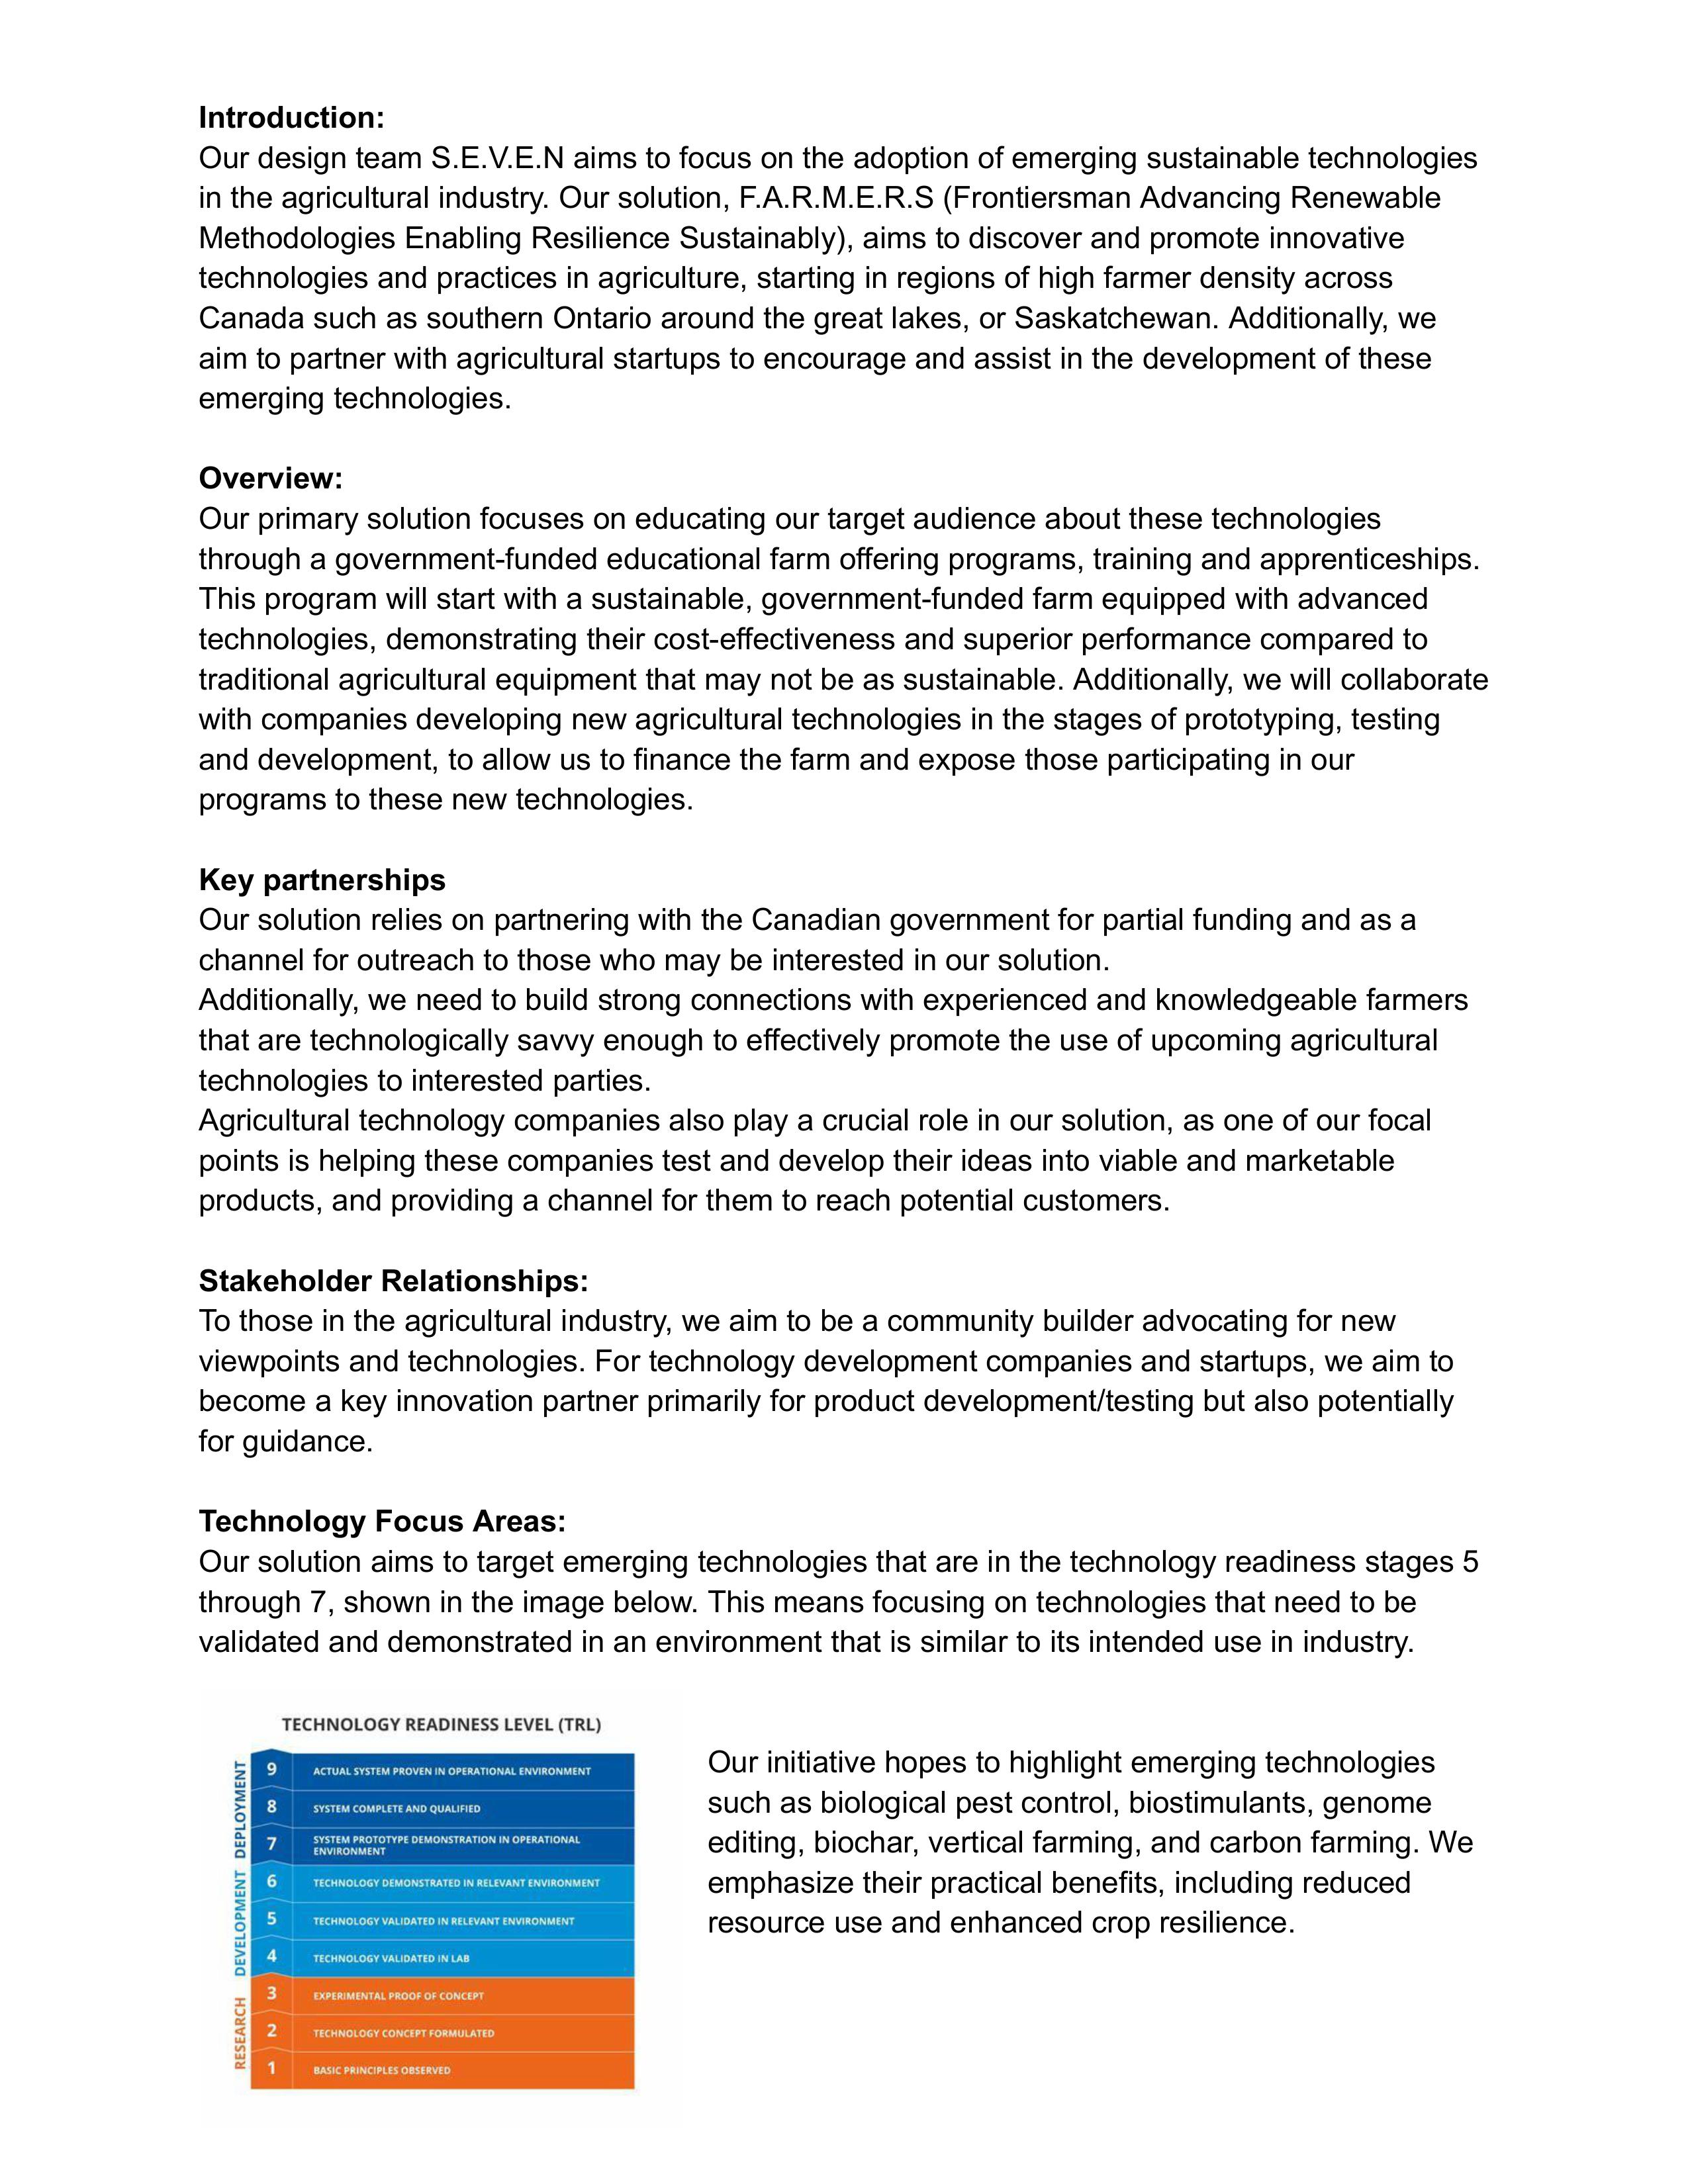 Introduction:
Our design team S.E.V.E.N aims to focus on the adoption of emerging sustainable technologies
in the agricultural industry. Our solution, F.A.R.M.E.R.S (Frontiersman Advancing Renewable
Methodologies Enabling Resilience Sustainably), aims to discover and promote innovative
technologies and practices in agriculture, starting in regions of high farmer density across
Canada such as southern Ontario around the great lakes, or Saskatchewan. Additionally, we
aim to partner with agricultural startups to encourage and assist in the development of these
emerging technologies.
Overview:
Our primary solution focuses on educating our target audience about these technologies
through a government-funded educational farm offering programs, training and apprenticeships.
This program will start with a sustainable, government-funded farm equipped with advanced
technologies, demonstrating their cost-effectiveness and superior performance compared to
traditional agricultural equipment that may not be as sustainable. Additionally, we will collaborate
with companies developing new agricultural technologies in the stages of prototyping, testing
and development, to allow us to finance the farm and expose those participating in our
programs to these new technologies.
Key partnerships
Our solution relies on partnering with the Canadian government for partial funding and as a
channel for outreach to those who may be interested in our solution.
Additionally, we need to build strong connections with experienced and knowledgeable farmers
that are technologically savvy enough to effectively promote the use of upcoming agricultural
technologies to interested parties.
Agricultural technology companies also play a crucial role in our solution, as one of our focal
points is helping these companies test and develop their ideas into viable and marketable
products, and providing a channel for them to reach potential customers.
Stakeholder Relationships:
To those in the agricultural industry, we aim to be a community builder advocating for new
viewpoints and technologies. For technology development companies and startups, we aim to
become a key innovation partner primarily for product development/testing but also potentially
for guidance.
Technology Focus Areas:
Our solution aims to target emerging technologies that are in the technology readiness stages 5
through 7, shown in the image below. This means focusing on technologies that need to be
validated and demonstrated in an environment that is similar to its intended use in industry.
TECHNOLOGY READINESS LEVEL (TRL)
DEPLOYMENT
9 ACTUAL SYSTEM PROVEN IN OPERATIONAL ENVIRONMENT
8 SYSTEM COMPLETE AND QUALIFIED
7 SYSTEM PROTOTYPE DEMONSTRATION IN OPERATIONAL
ENVIRONMENT
DEVELOPMENT
6 TECHNOLOGY DEMONSTRATED IN RELEVANT ENVIRONMENT
5 TECHNOLOGY VALIDATED IN RELEVANT ENVIRONMENT
4 TECHNOLOGY VALIDATED IN LAB
RESEARCH
3 EXPERIMENTAL PROOF OF CONCEPT
2 TECHNOLOGY CONCEPT FORMULATED
1 BASIC PRINCIPLES OBSERVED
Our initiative hopes to highlight emerging technologies
such as biological pest control, biostimulants, genome
editing, biochar, vertical farming, and carbon farming. We
emphasize their practical benefits, including reduced
resource use and enhanced crop resilience.